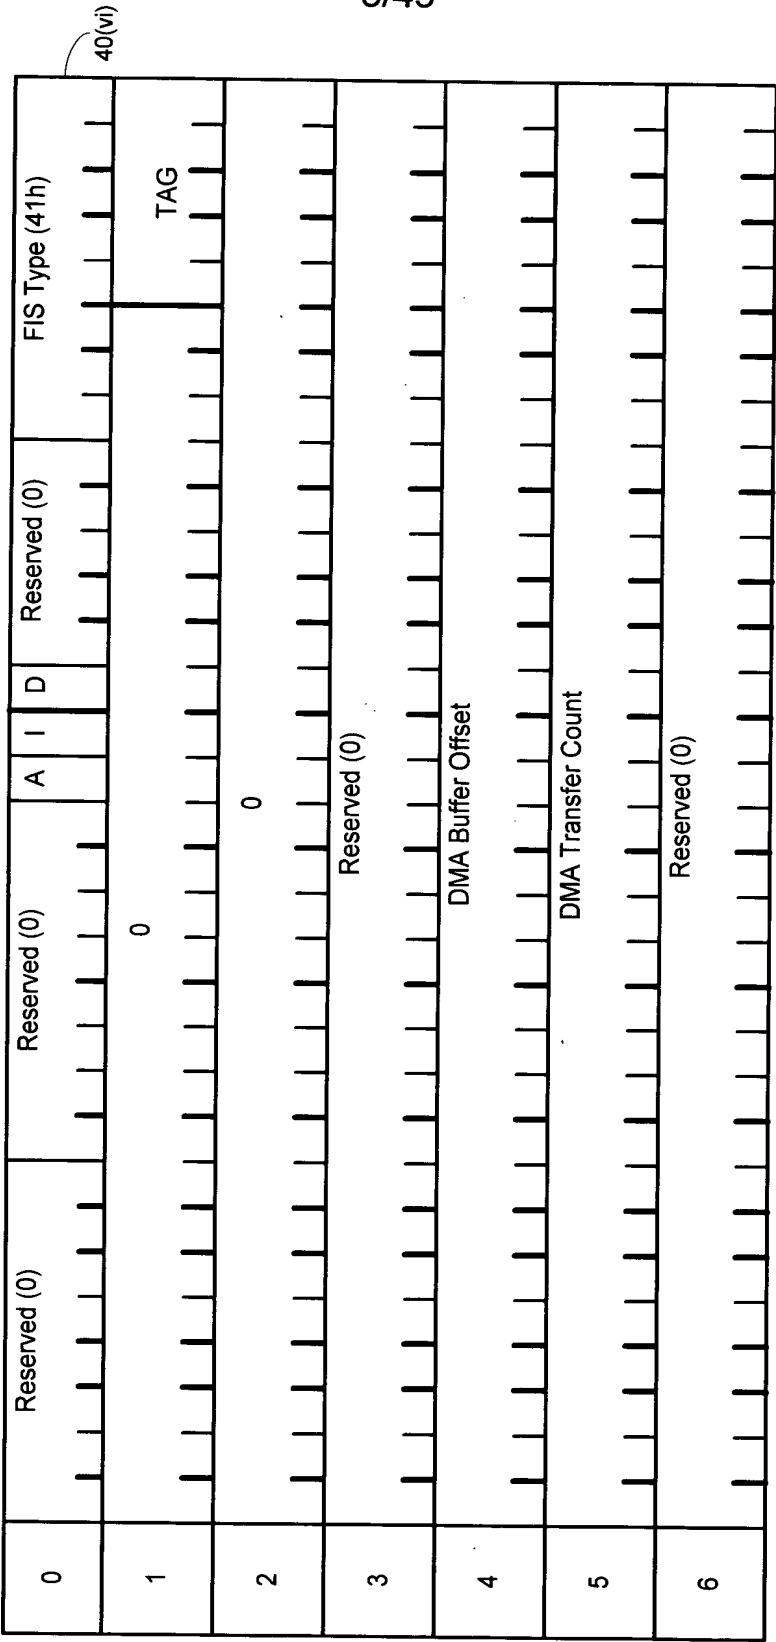 40(vi)
0 Reserved (0) Reserved (0) A I D Reserved (0) FIS Type (41h)
1 0 TAG
2 0
3 Reserved (0)
4 DMA Buffer Offset
5 DMA Transfer Count
6 Reserved (0)